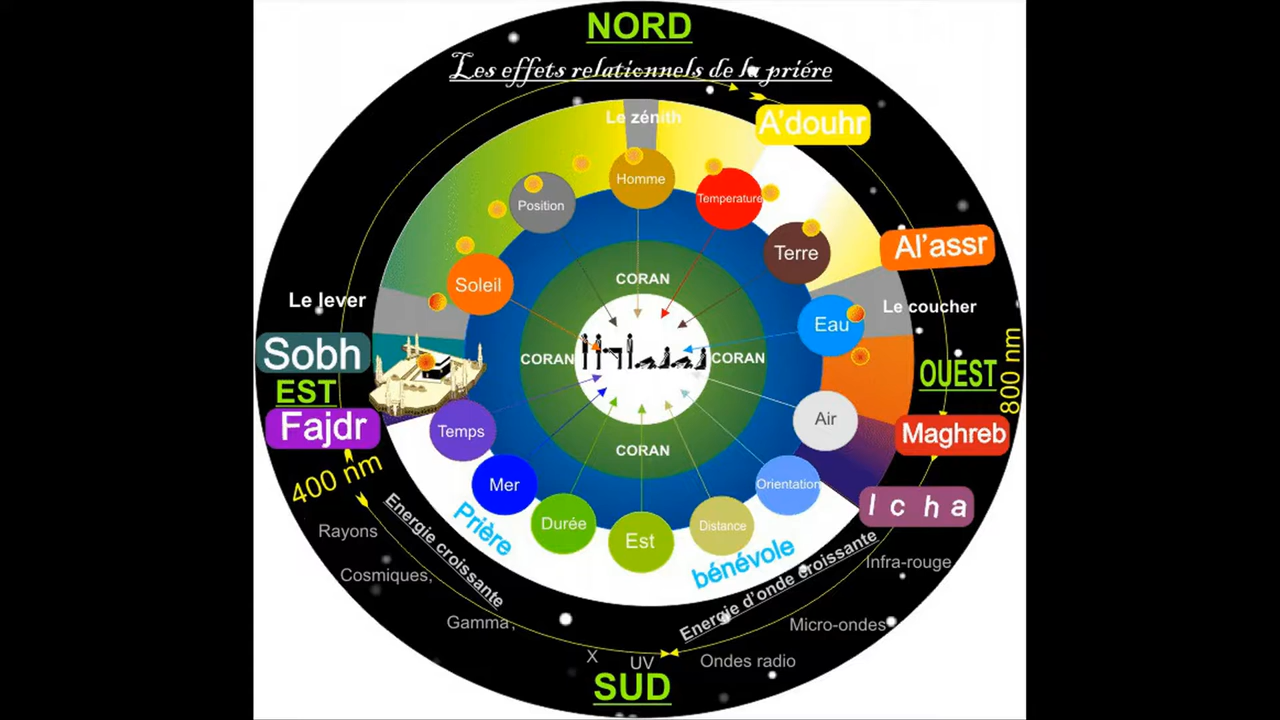 NORD
Les effets relationnels de la priére
Le zénith
A'douhr
Homme
Temperature
Position
Terre
Al'assr
Soleil
CORAN
Le lever
Eau
Le coucher
Sobh
CORAN
CORAN
OUEST
800 nm
EST
Fajdr
Temps
Air
Maghreb
CORAN
400 nm
Mer
Orientation
Icha
Durée
Est
Distance
Prière
bénévole
Energie croissante
Energie d'onde croissante
Rayons
Cosmiques,
Gamma,
X
UV
Ondes radio
Micro-ondes
Infra-rouge
SUD